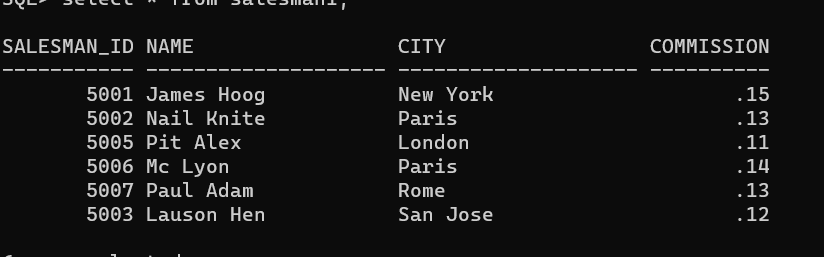 SQL> select * from salesman1;
SALESMAN_ID NAME CITY COMMISSION
----------- -------------------- -------------------- ----------
5001 James Hoog New York .15
5002 Nail Knite Paris .13
5005 Pit Alex London .11
5006 Mc Lyon Paris .14
5007 Paul Adam Rome .13
5003 Lauson Hen San Jose .12